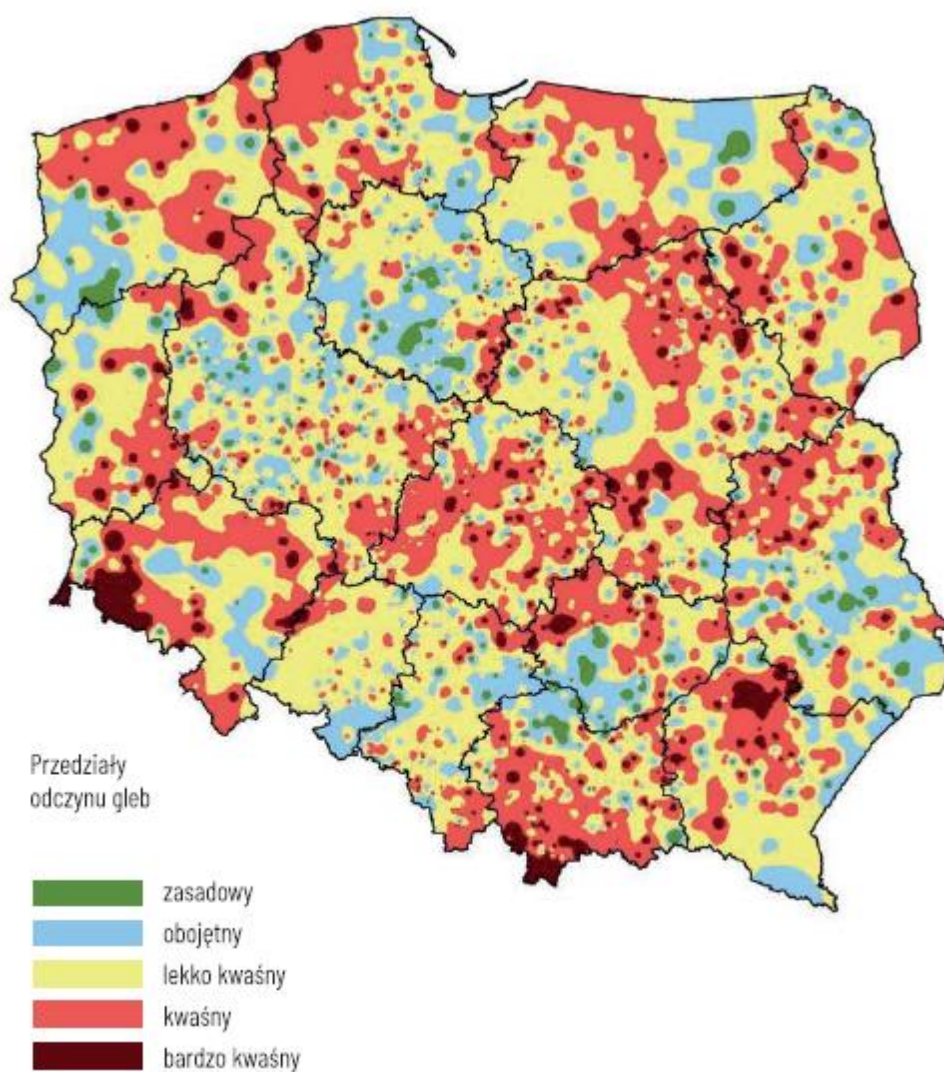 Przedziały
odczynu gleb
zasadowy
obojętny
lekko kwaśny
kwaśny
bardzo kwaśny